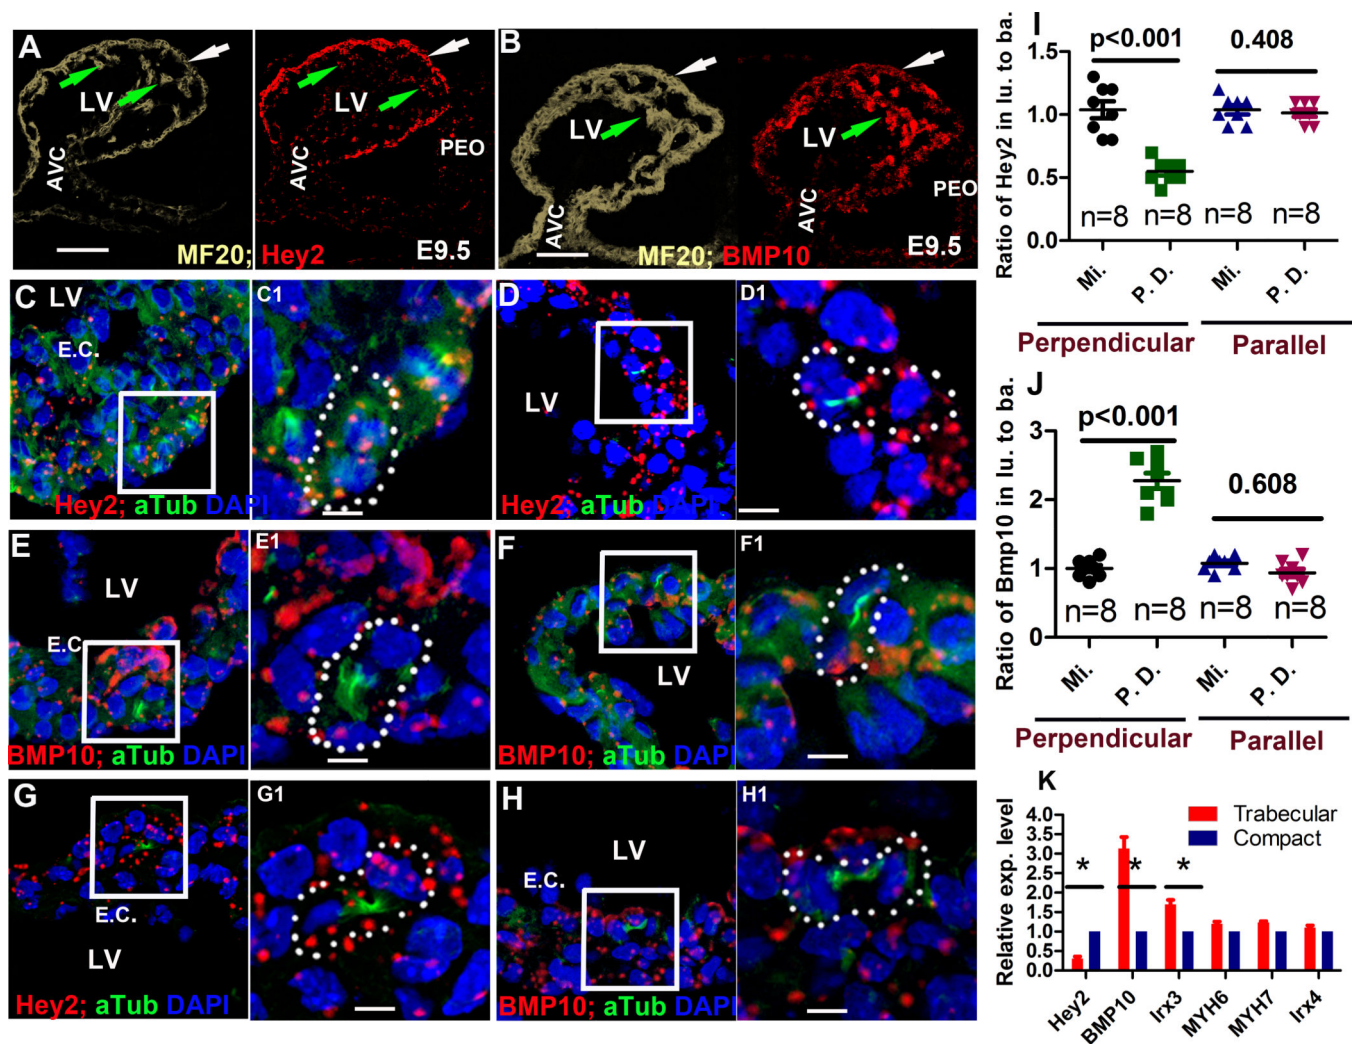 A
LV
AVC
MF20; Hey2
LV
AVC
PEO
E9.5
B
LV
AVC
MF20; BMP10
LV
AVC
PEO
E9.5
C
LV
E.C.
Hey2; aTub DAPI
C1
D
LV
Hey2; aTub DAPI
D1
E
LV
E.C.
BMP10; aTub DAPI
E1
F
LV
BMP10; aTub DAPI
F1
G
E.C.
LV
Hey2; aTub DAPI
G1
H
LV
E.C.
BMP10; aTub DAPI
H1
I
Ratio of Hey2 in lu. to ba.
1.5
1.0
0.5
0.0
p<0.001
0.408
n=8
n=8
n=8
n=8
Mi.
P. D.
Mi.
P. D.
Perpendicular
Parallel
J
Ratio of Bmp10 in lu. to ba.
3
2
1
0
p<0.001
0.608
n=8
n=8
n=8
n=8
Mi.
P. D.
Mi.
P. D.
Perpendicular
Parallel
K
Relative exp. level
4.0
3.5
3.0
2.5
2.0
1.5
1.0
0.5
0.0
Trabecular
Compact
*
*
*
Hey2
BMP10
Irx3
MYH6
MYH7
Irx4